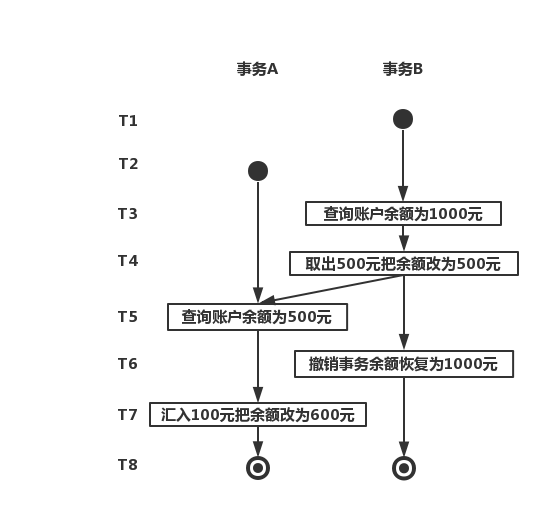 事务A 事务B
T1
T2
T3 查询账户余额为1000元
T4 取出500元把余额改为500元
T5 查询账户余额为500元
T6 撤销事务余额恢复为1000元
T7 汇入100元把余额改为600元
T8